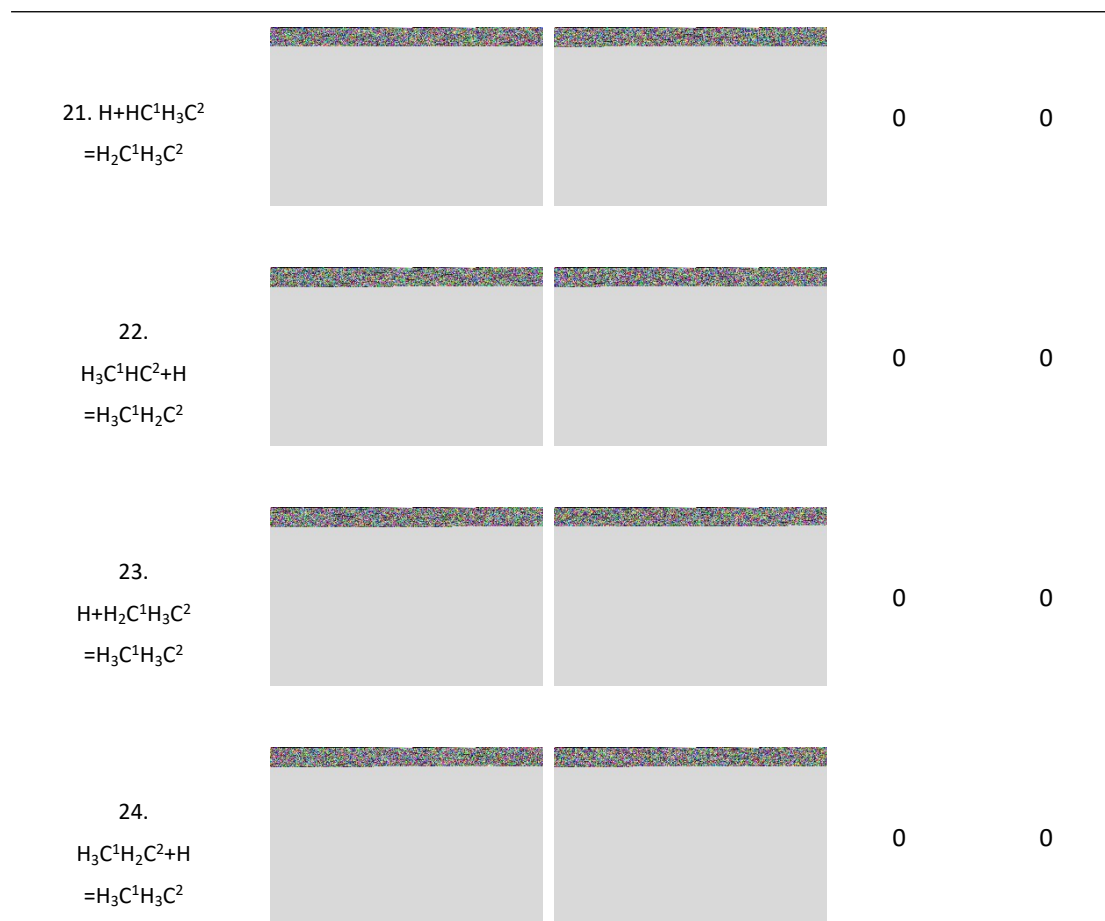 21. H+HC¹H₃C²
=H₂C¹H₃C²
0 0
22.
H₃C¹HC²+H
=H₃C¹H₂C²
0 0
23.
H+H₂C¹H₃C²
=H₃C¹H₃C²
0 0
24.
H₃C¹H₂C²+H
=H₃C¹H₃C²
0 0